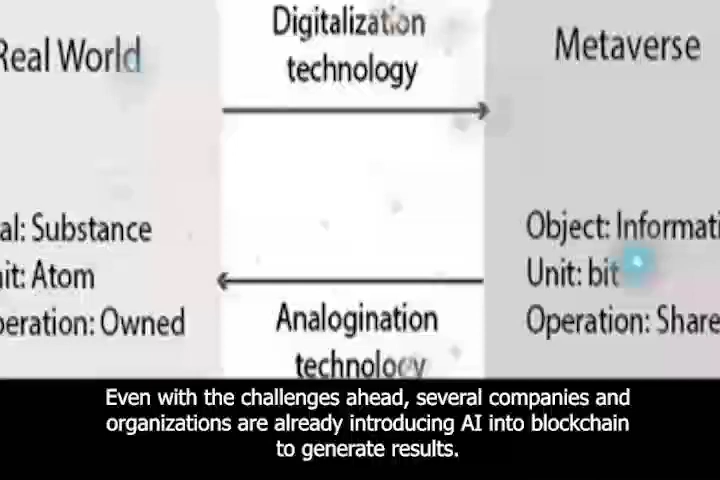 Digitalization
technology
Real World
Metaverse
al: Substance
it: Atom
peration: Owned
Object: Informati
Unit: bit
Operation: Share
Analogination
technology
Even with the challenges ahead, several companies and
organizations are already introducing AI into blockchain
to generate results.